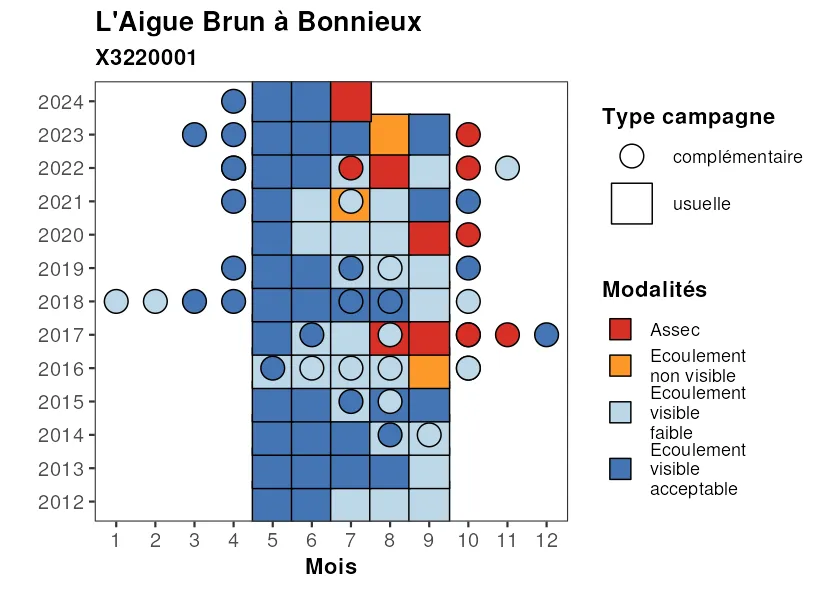 L'Aigue Brun à Bonnieux
X3220001
2024
2023
2022
2021
2020
2019
2018
2017
2016
2015
2014
2013
2012
1 2 3 4 5 6 7 8 9 10 11 12
Mois
Type campagne
complémentaire
usuelle
Modalités
Assec
Ecoulement
non visible
Ecoulement
visible
faible
Ecoulement
visible
acceptable